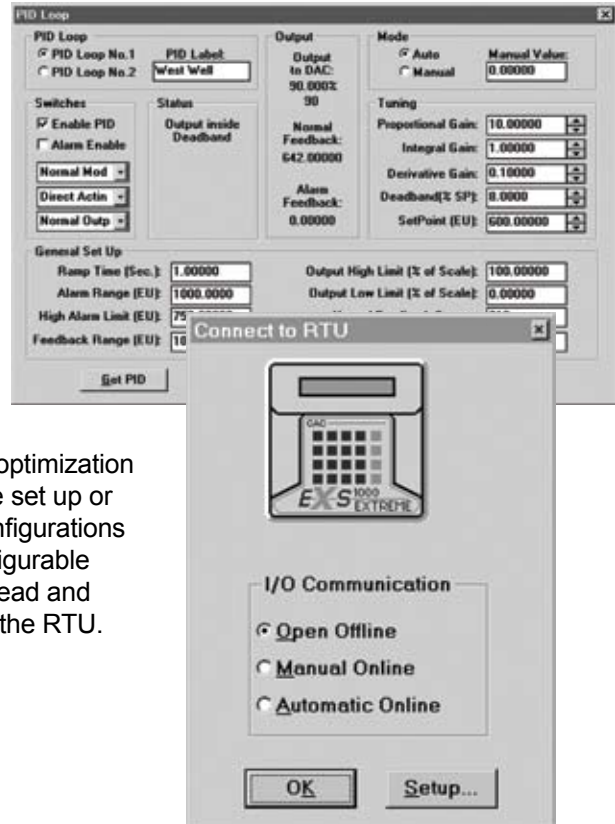 PID Loop
PID Loop Output Mode
PID Loop No.1 PID Label: Output to DAC: Auto Manual Value:
PID Loop No.2 West Well 90.000% Manual 0.00000
90
Switches Status Tuning
Enable PID Output inside Deadband Normal Feedback: Proportional Gain: 10.00000
Alarm Enable 642.00000 Integral Gain: 1.00000
Normal Mod Derivative Gain: 0.10000
Direct Actin Alarm Feedback: Deadband(% SP): 8.0000
Normal Outp 0.00000 SetPoint (EU): 600.00000
General Set Up
Ramp Time (Sec.): 1.00000 Output High Limit (% of Scale): 100.00000
Alarm Range (EU): 1000.0000 Output Low Limit (% of Scale): 0.00000
High Alarm Limit (EU):
Feedback Range (EU):
Get PID
Connect to RTU
GAC
EXS 1000
EXTREME
optimization
set up or
nfigurations
igurable
ead and
the RTU.
I/O Communication
Open Offline
Manual Online
Automatic Online
OK Setup...